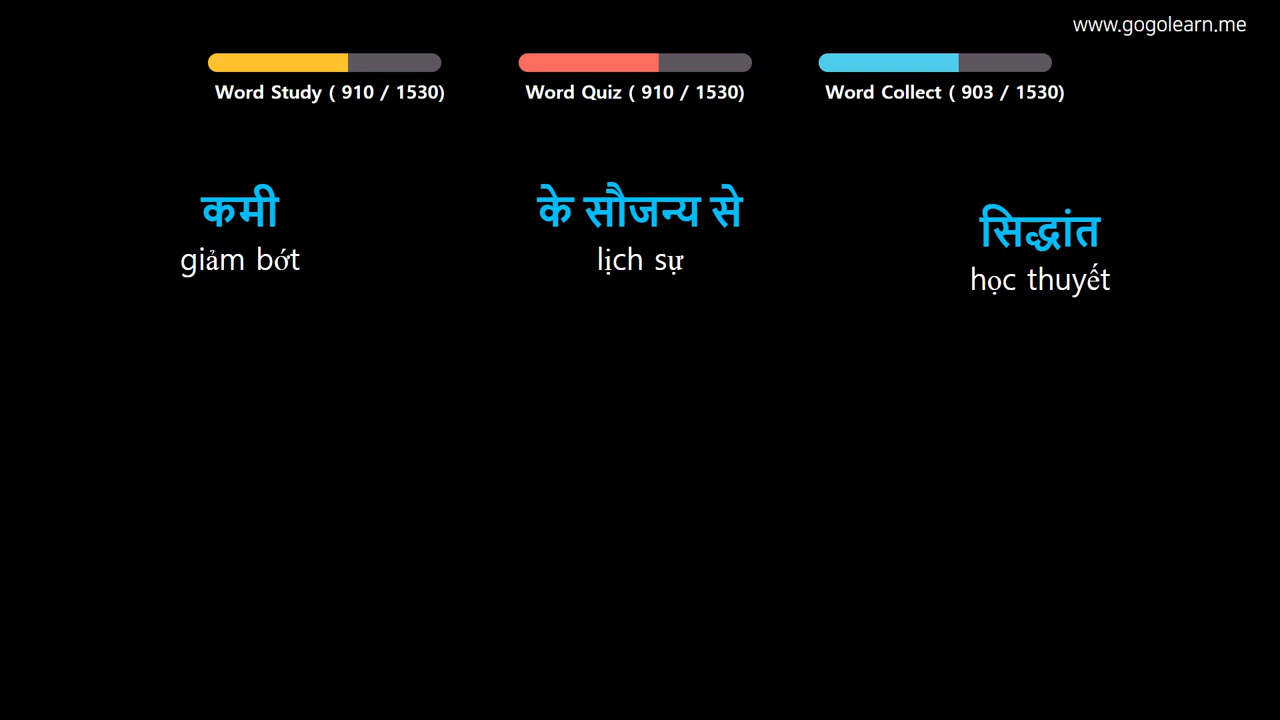 www.gogolearn.me
Word Study ( 910 / 1530)
Word Quiz ( 910 / 1530)
Word Collect ( 903 / 1530)
कमी
giảm bớt
के सौजन्य से
lịch sự
सिद्धांत
học thuyết